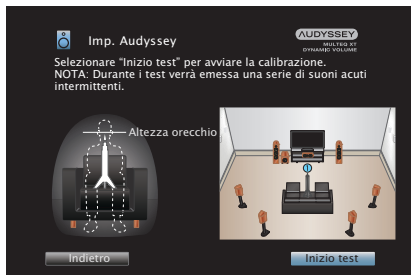 Imp. Audyssey
AUDYSSEY
MULTEQ XT
DYNAMIC VOLUME
Selezionare “Inizio test” per avviare la calibrazione.
NOTA: Durante i test verrà emessa una serie di suoni acuti
intermittenti.
Altezza orecchio
1
Indietro
Inizio test